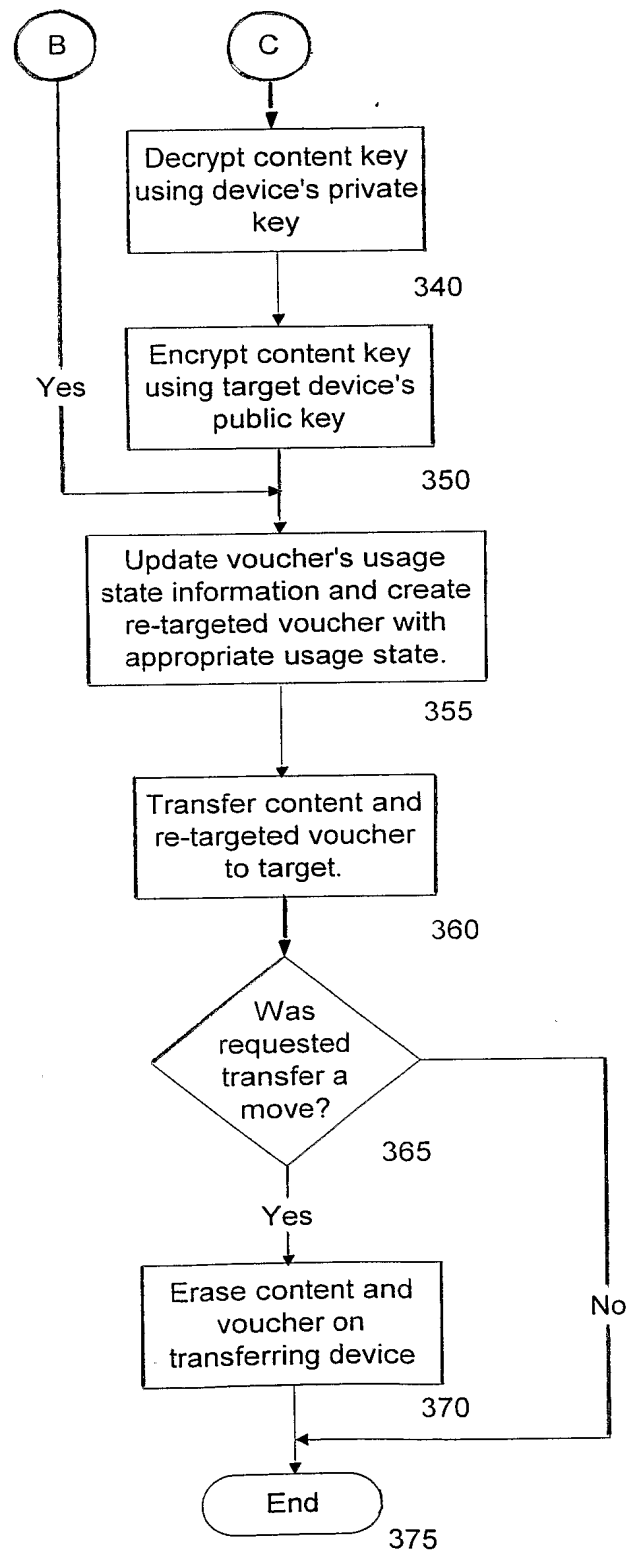 B
C
Decrypt content key
using device's private
key
340
Encrypt content key
using target device's
public key
Yes
350
Update voucher's usage
state information and create
re-targeted voucher with
appropriate usage state.
355
Transfer content and
re-targeted voucher
to target.
360
Was
requested
transfer a
move?
365
Yes
Erase content and
voucher on
transferring device
No
370
End
375